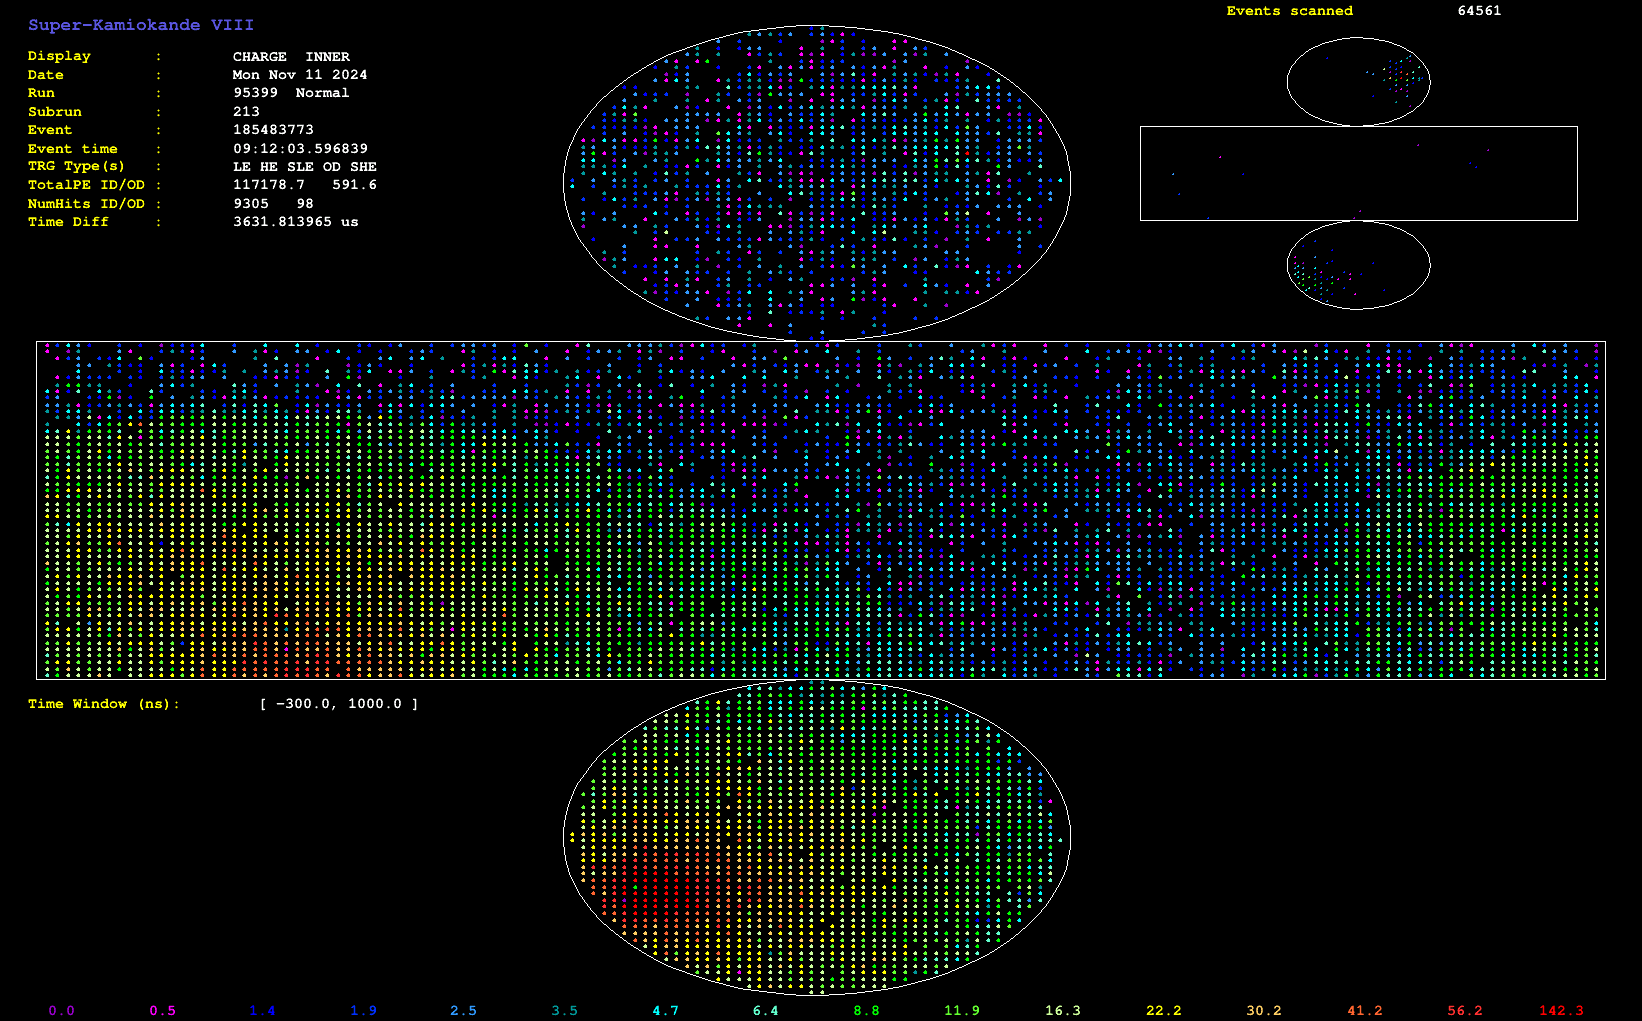 Super-Kamiokande VIII
Display : CHARGE INNER
Date : Mon Nov 11 2024
Run : 95399 Normal
Subrun : 213
Event : 185483773
Event time : 09:12:03.596839
TRG Type(s) : LE HE SLE OD SHE
TotalPE ID/OD : 117178.7 591.6
NumHits ID/OD : 9305 98
Time Diff : 3631.813965 us
Events scanned 64561
Time Window (ns): [ -300.0, 1000.0 ]
0.0 0.5 1.4 1.9 2.5 3.5 4.7 6.4 8.8 11.9 16.3 22.2 30.2 41.2 56.2 142.3